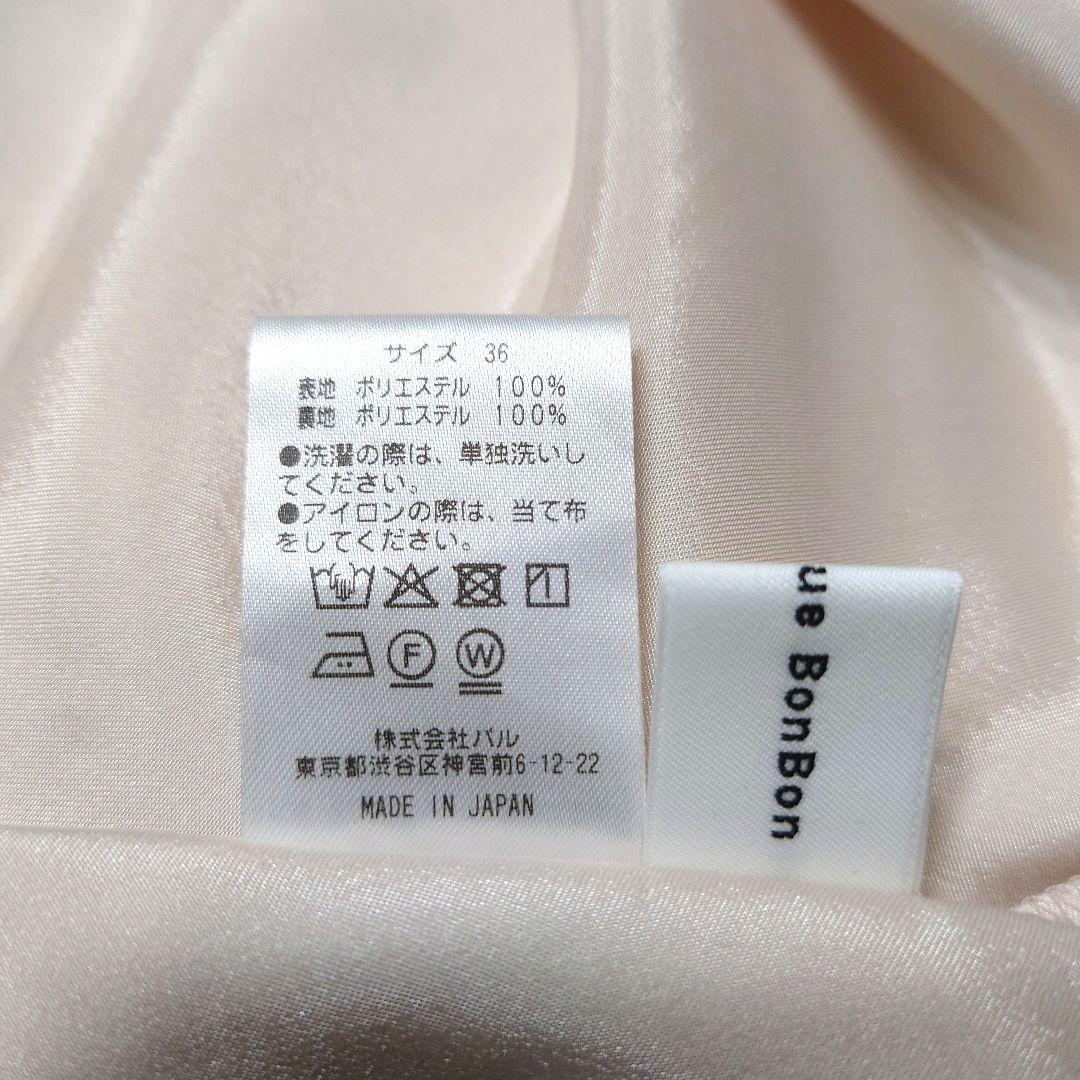 サイズ 36
表地 ポリエステル 100%
裏地 ポリエステル 100%
●洗濯の際は、単独洗いし
てください。
●アイロンの際は、当て布
をしてください。
F W
株式会社パル
東京都渋谷区神宮前6-12-22
MADE IN JAPAN
ue BonBon